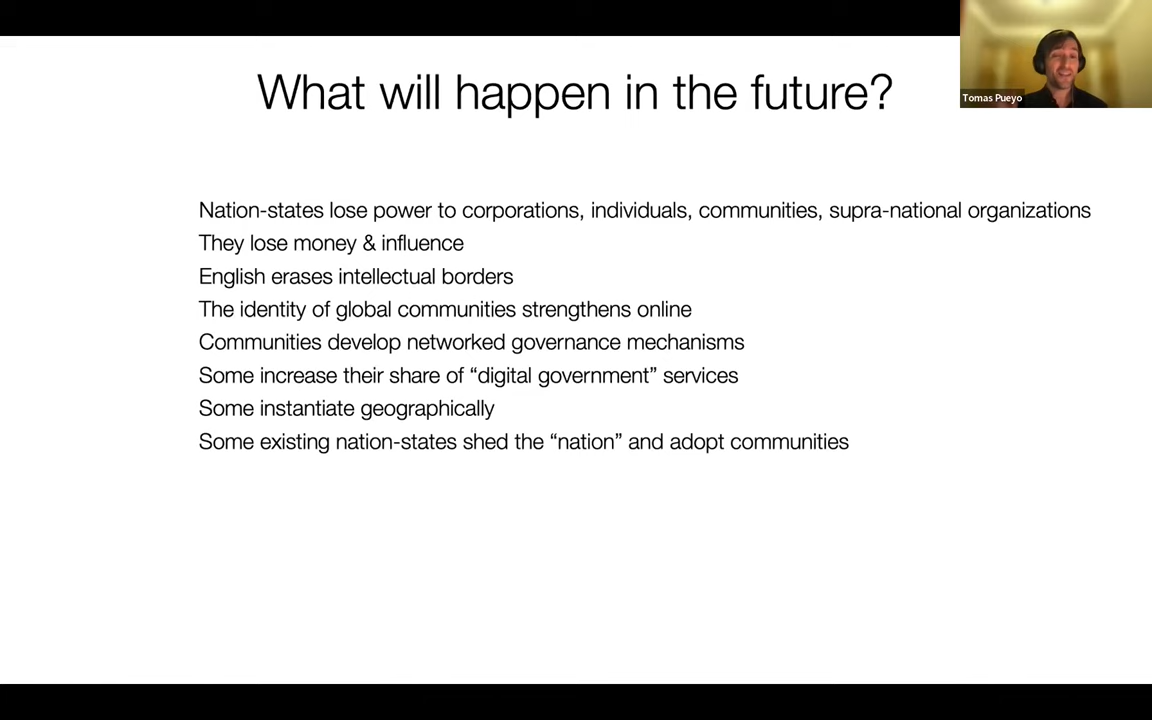 What will happen in the future?
Tomas Pueyo
Nation-states lose power to corporations, individuals, communities, supra-national organizations
They lose money & influence
English erases intellectual borders
The identity of global communities strengthens online
Communities develop networked governance mechanisms
Some increase their share of “digital government” services
Some instantiate geographically
Some existing nation-states shed the “nation” and adopt communities